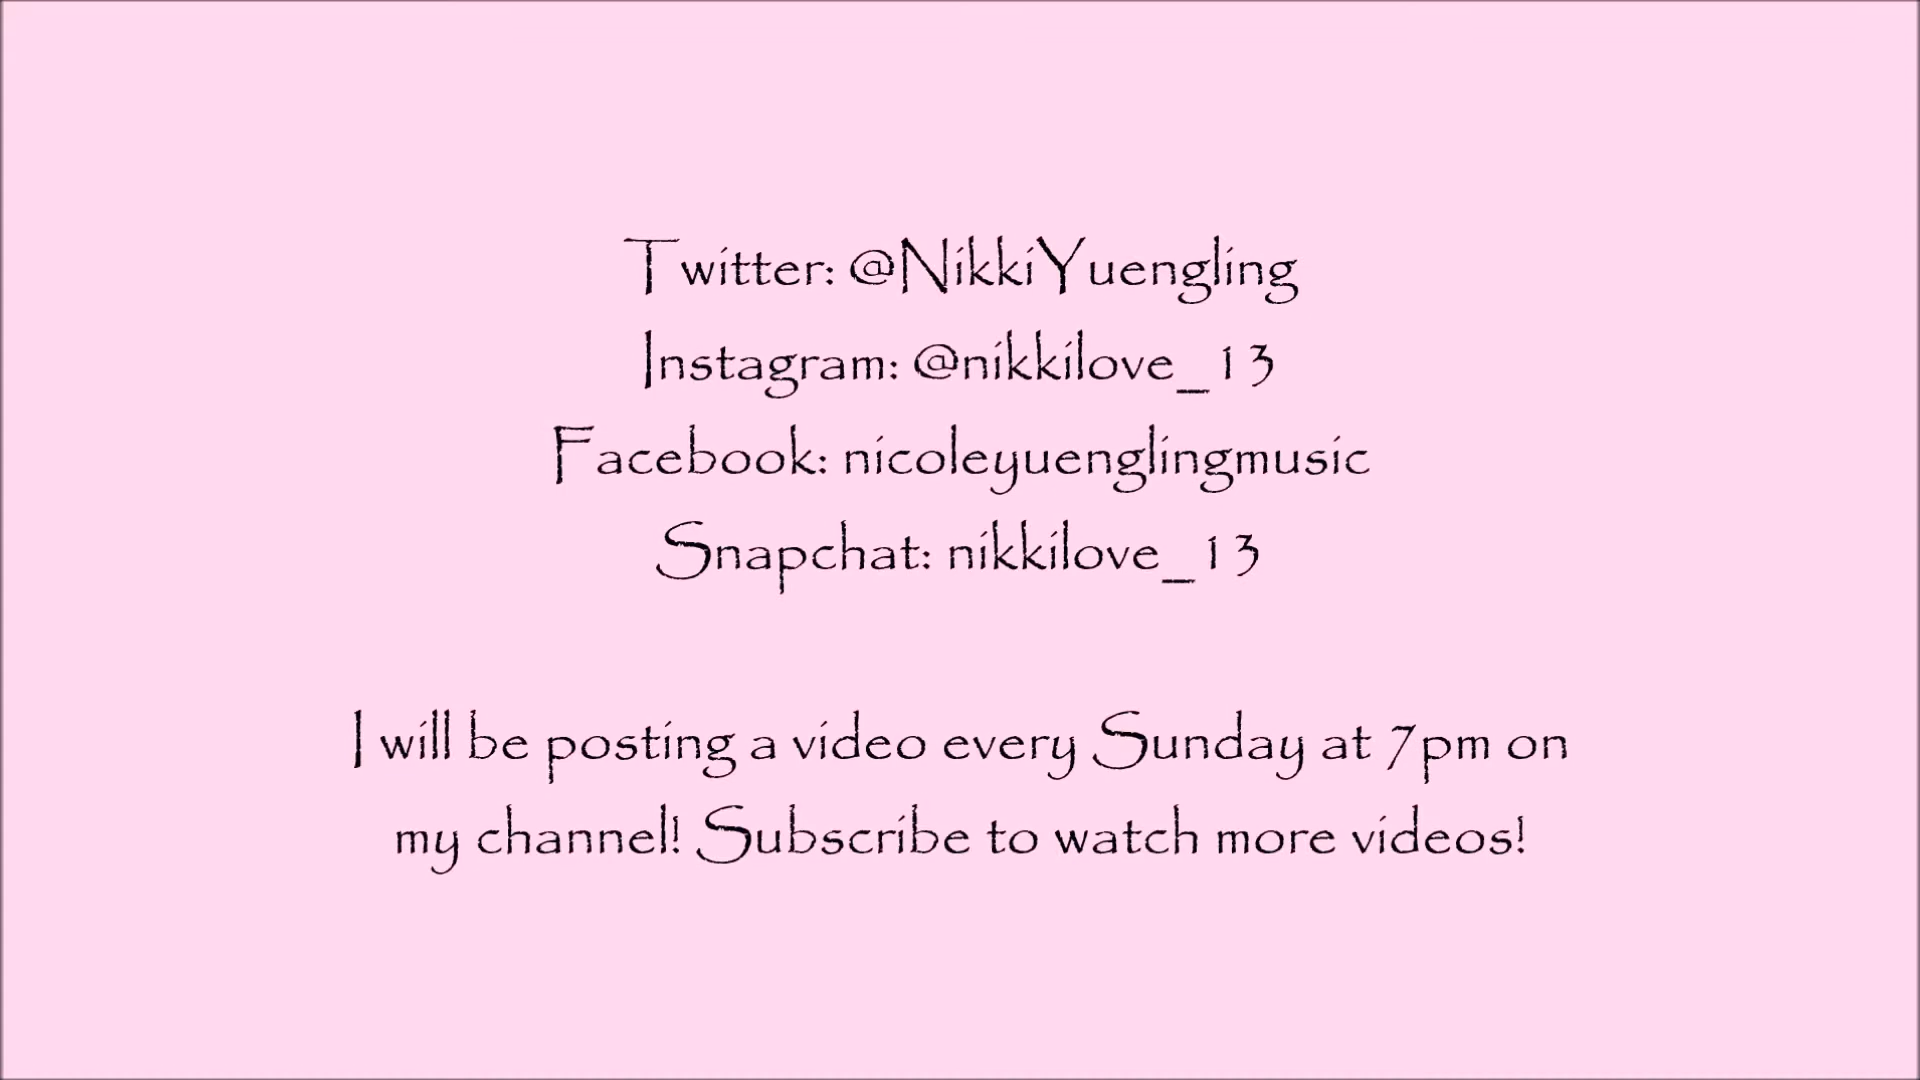 Twitter: @NikkiYuengling
Instagram: @nikkilove_13
Facebook: nicoleyuenglingmusic
Snapchat: nikkilove_13
I will be posting a video every Sunday at 7pm on
my channel! Subscribe to watch more videos!